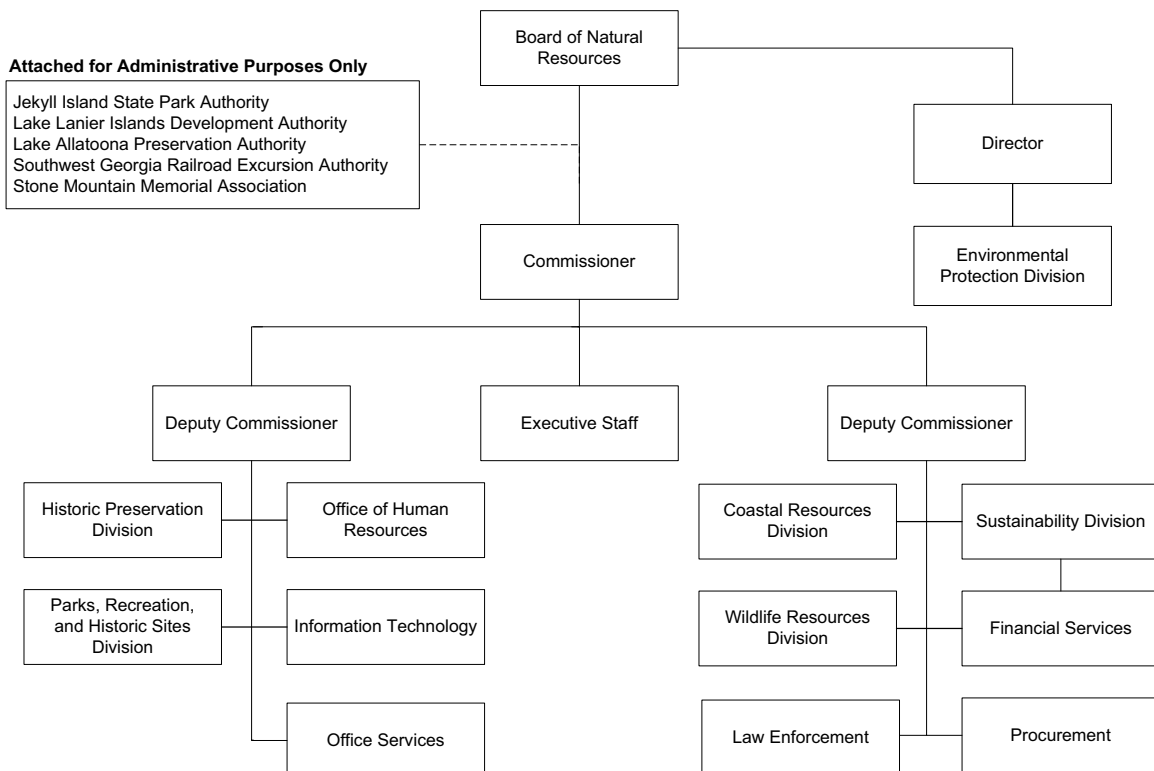 Board of Natural
Resources
Attached for Administrative Purposes Only
Jekyll Island State Park Authority
Lake Lanier Islands Development Authority
Lake Allatoona Preservation Authority
Southwest Georgia Railroad Excursion Authority
Stone Mountain Memorial Association
Director
Commissioner
Environmental
Protection Division
Deputy Commissioner
Executive Staff
Deputy Commissioner
Historic Preservation
Division
Office of Human
Resources
Coastal Resources
Division
Sustainability Division
Parks, Recreation,
and Historic Sites
Division
Information Technology
Wildlife Resources
Division
Financial Services
Office Services
Law Enforcement
Procurement